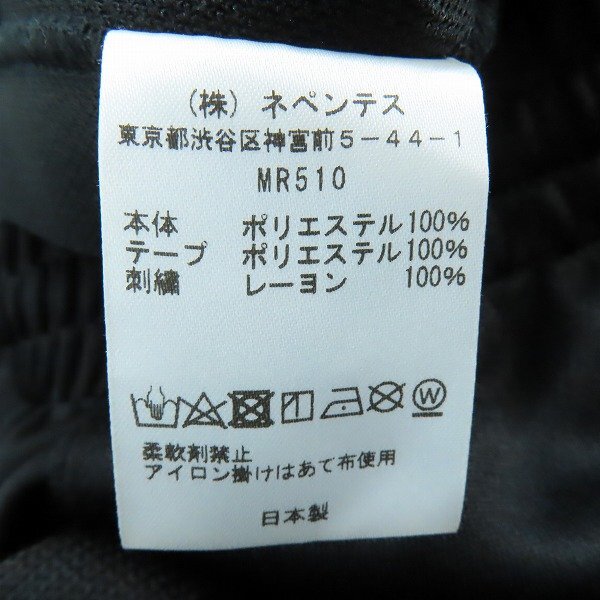 (株) ネペンテス
東京都渋谷区神宮前5-44-1
MR510
本体 ポリエステル100%
テープ ポリエステル100%
刺繍 レーヨン 100%
W
柔軟剤禁止
アイロン掛けはあて布使用
日本製